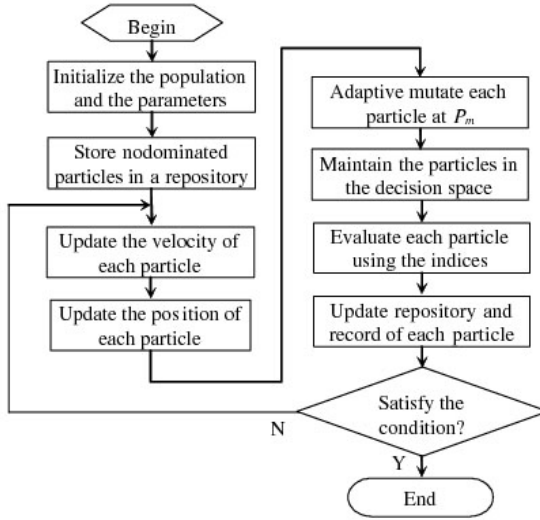 Begin
Initialize the population
and the parameters
Store nodominated
particles in a repository
Update the velocity of
each particle
Update the position of
each particle
Adaptive mutate each
particle at Pm
Maintain the particles in
the decision space
Evaluate each particle
using the indices
Update repository and
record of each particle
Satisfy the
condition?
N
Y
End